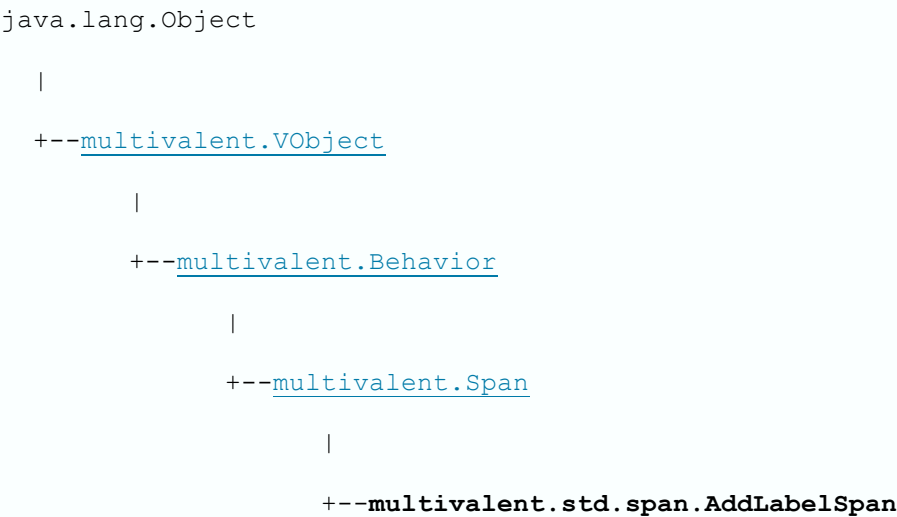 java.lang.Object
  |
  +--multivalent.VObject
        |
        +--multivalent.Behavior
              |
              +--multivalent.Span
                    |
                    +--multivalent.std.span.AddLabelSpan